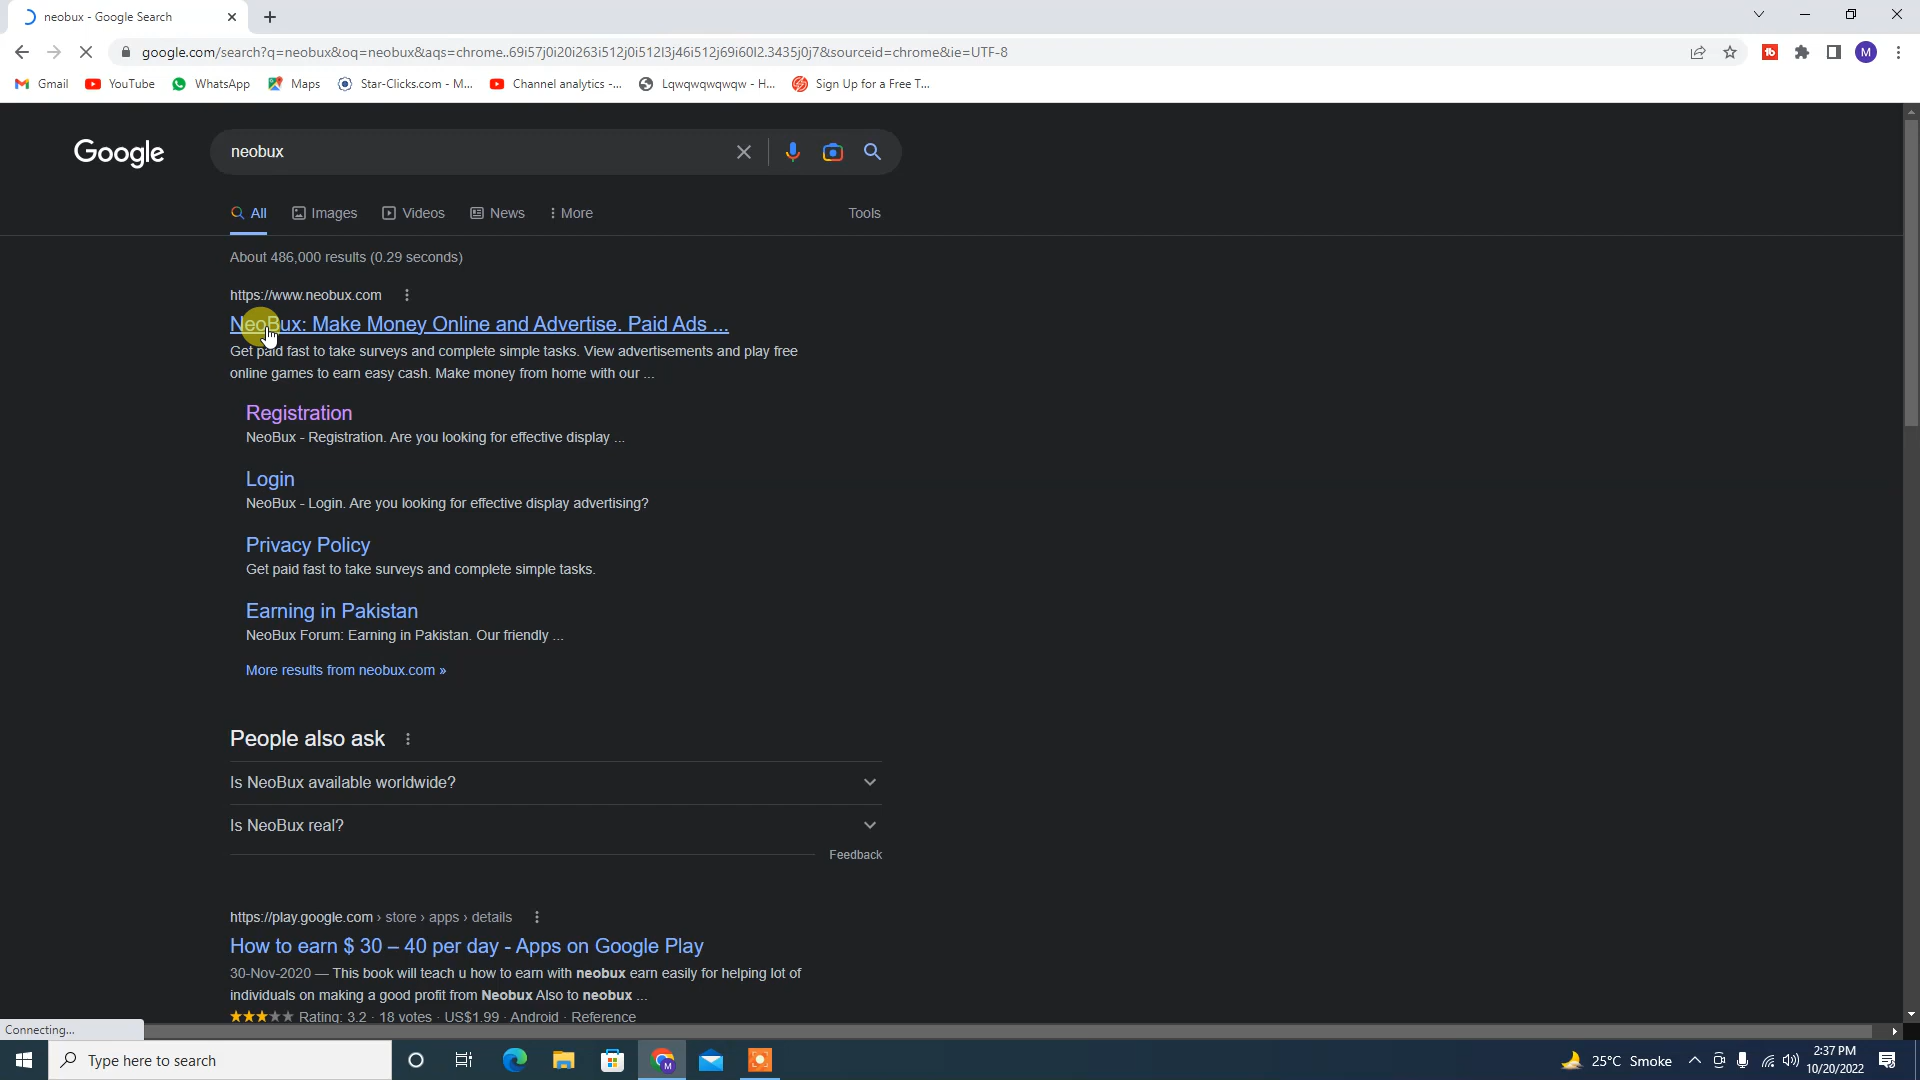 neobux - Google Search
google.com/search?q=neobux&oq=neobux&aqs=chrome..69i57j0i20i263i512j0i512l3j46i512j69i60l2.3435j0j7&sourceid=chrome&ie=UTF-8
M
Gmail YouTube WhatsApp Maps Star-Clicks.com - M... Channel analytics -... Lqwqwqwqwqw - H... Sign Up for a Free T...
Google neobux
All Images Videos News More Tools
About 486,000 results (0.29 seconds)
https://www.neobux.com
NeoBux: Make Money Online and Advertise. Paid Ads ...
Get paid fast to take surveys and complete simple tasks. View advertisements and play free
online games to earn easy cash. Make money from home with our ...
Registration
NeoBux - Registration. Are you looking for effective display ...
Login
NeoBux - Login. Are you looking for effective display advertising?
Privacy Policy
Get paid fast to take surveys and complete simple tasks.
Earning in Pakistan
NeoBux Forum: Earning in Pakistan. Our friendly ...
More results from neobux.com »
People also ask
Is NeoBux available worldwide?
Is NeoBux real?
Feedback
https://play.google.com › store › apps › details
How to earn $ 30 – 40 per day - Apps on Google Play
30-Nov-2020 — This book will teach u how to earn with neobux earn easily for helping lot of
individuals on making a good profit from Neobux Also to neobux ...
Rating: 3.2 · 18 votes · US$1.99 · Android · Reference
Connecting...
Type here to search
M
25°C Smoke
2:37 PM
10/20/2022